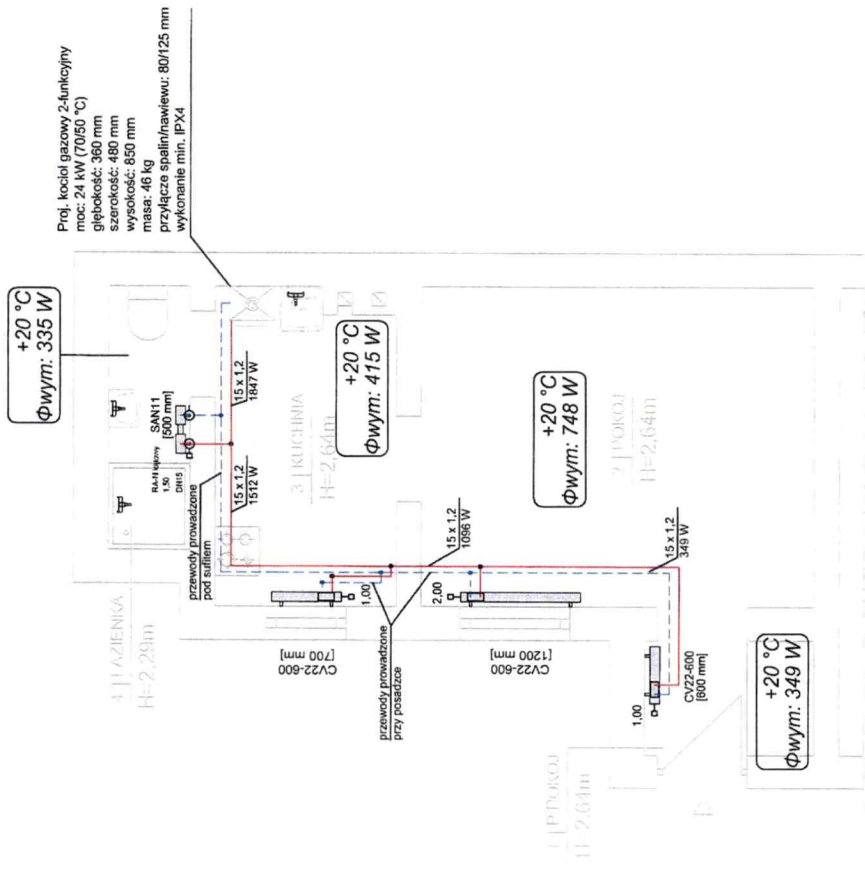 Proj. kocioł gazowy 2-funkcyjny
moc: 24 kW (70/50 °C)
głębokość: 360 mm
szerokość: 480 mm
wysokość: 850 mm
masa: 46 kg
przyłącze spalin/nawiewu: 80/125 mm
wykonanie min. IPX4
+20 °C
Φwym: 335 W
SAN11
[500 mm]
RA-N kątowy
1,50
DN15
15 x 1,2
1847 W
15 x 1,2
1512 W
+20 °C
Φwym: 415 W
3 | KUCHNIA
H=2,64m
4 | ŁAZIENKA
H=2,29m
przewody prowadzone
pod sufitem
CV22-600
[700 mm]
1,00
przewody prowadzone
przy posadzce
2,00
CV22-600
[1200 mm]
15 x 1,2
1096 W
+20 °C
Φwym: 748 W
2 | POKÓJ
H=2,64m
15 x 1,2
349 W
1,00
CV22-600
[600 mm]
1 | P.POKÓJ
H=2,64m
+20 °C
Φwym: 349 W